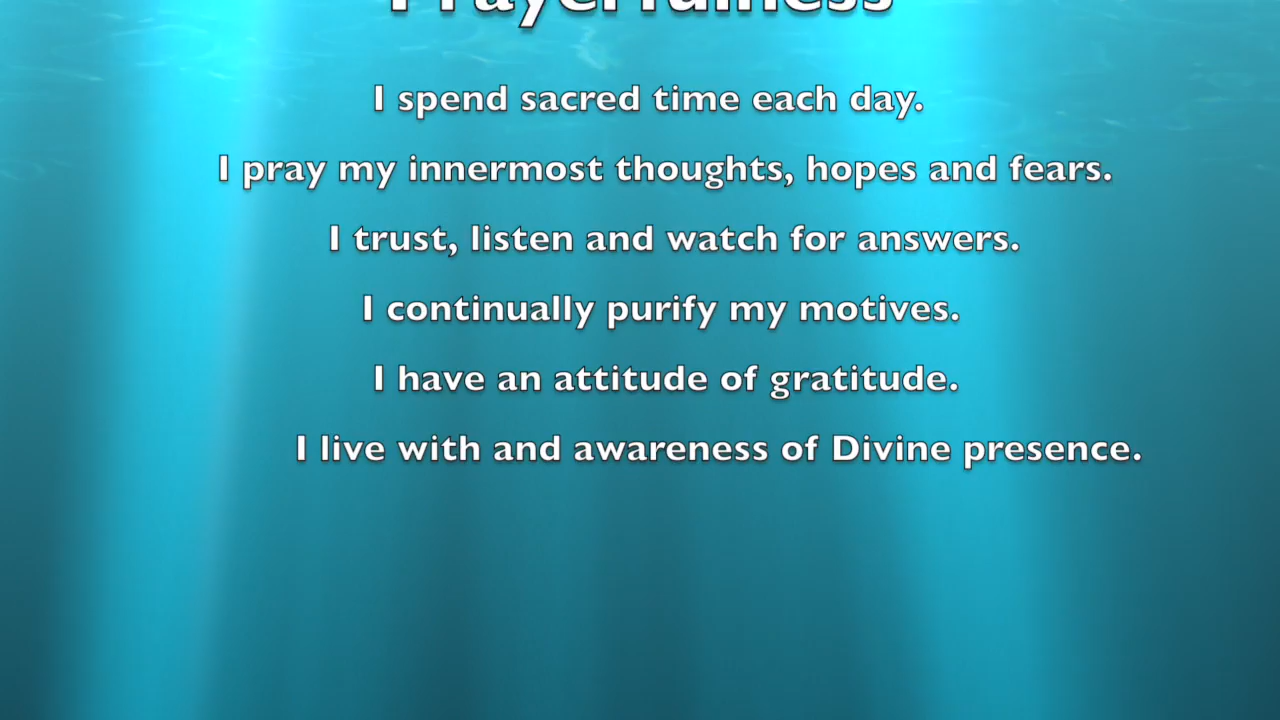 Prayerfulness
I spend sacred time each day.
I pray my innermost thoughts, hopes and fears.
I trust, listen and watch for answers.
I continually purify my motives.
I have an attitude of gratitude.
I live with and awareness of Divine presence.